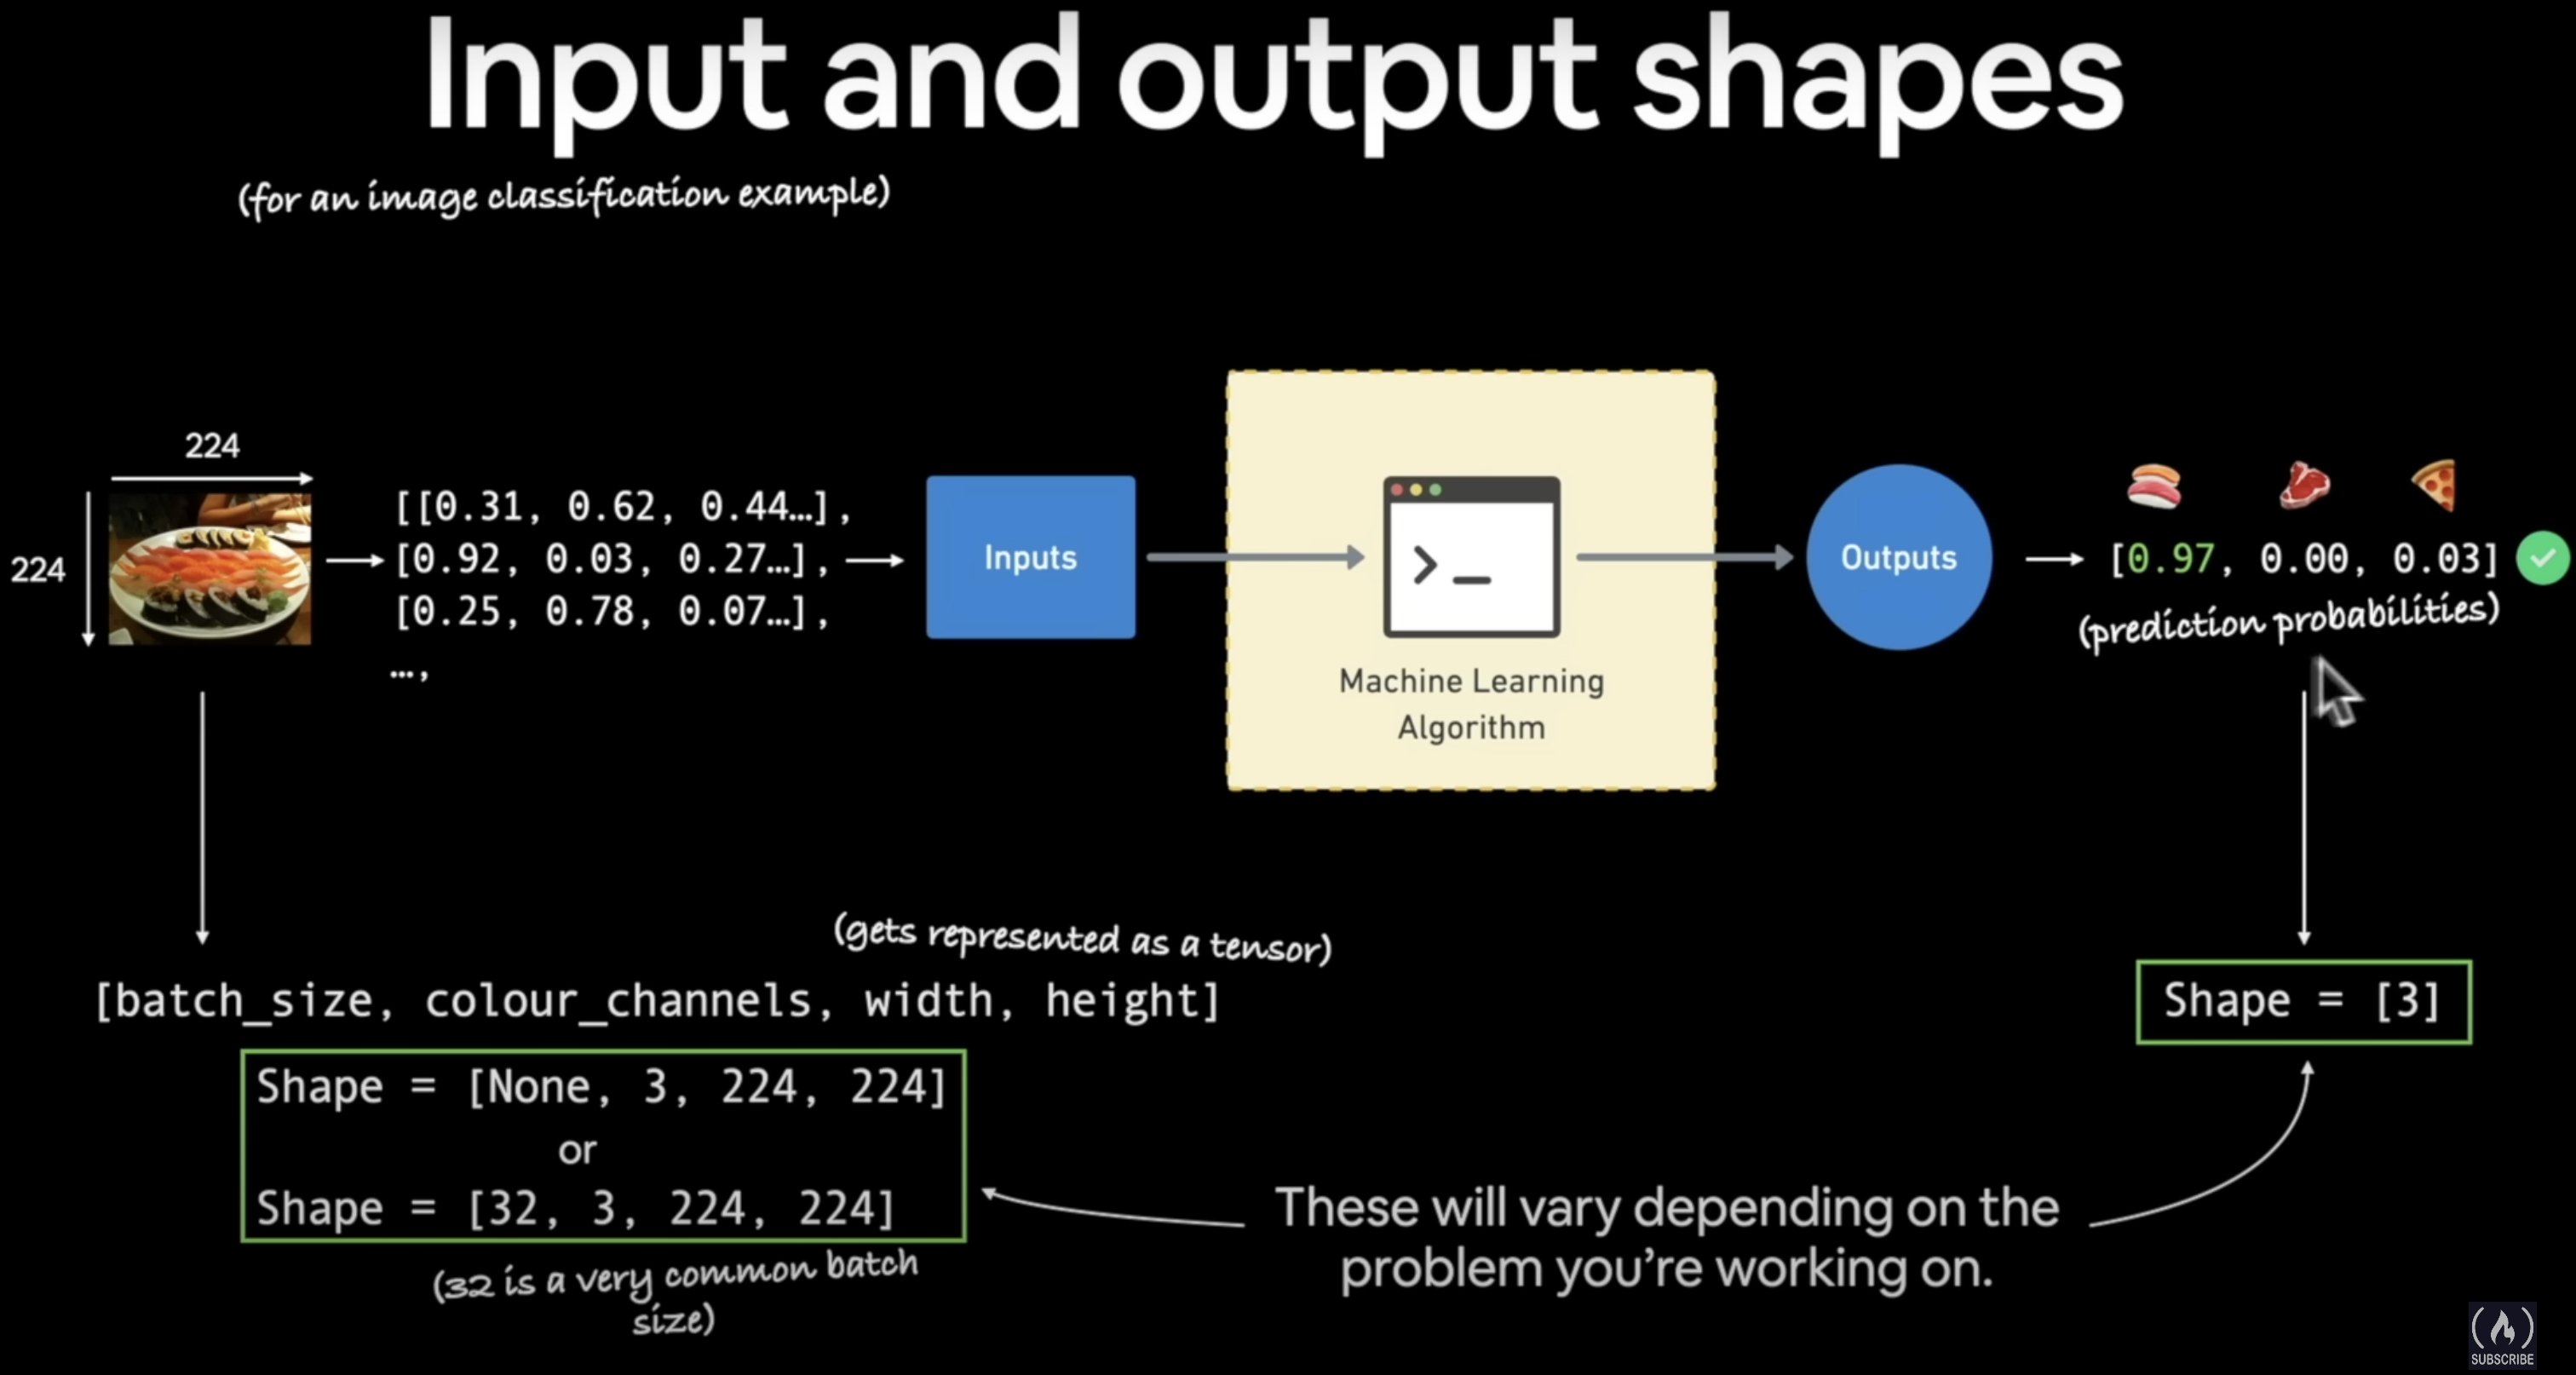 Input and output shapes
(for an image classification example)
224
224
[[0.31, 0.62, 0.44…],
[0.92, 0.03, 0.27…],
[0.25, 0.78, 0.07…],
…,
Inputs
Machine Learning
Algorithm
Outputs
[0.97, 0.00, 0.03]
(prediction probabilities)
(gets represented as a tensor)
[batch_size, colour_channels, width, height]
Shape = [None, 3, 224, 224]
or
Shape = [32, 3, 224, 224]
(32 is a very common batch
size)
Shape = [3]
These will vary depending on the
problem you’re working on.
SUBSCRIBE